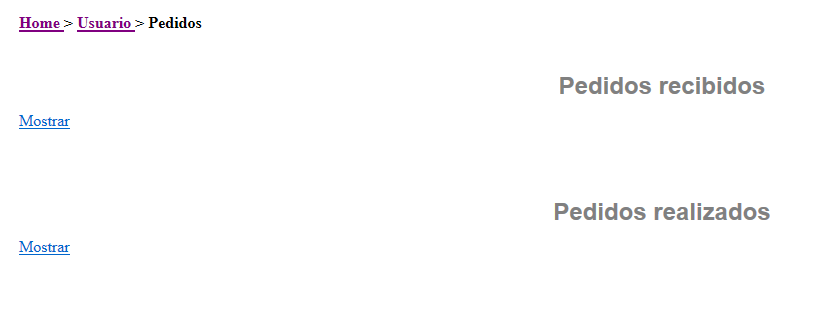 Home > Usuario > Pedidos
Pedidos recibidos
Mostrar
Pedidos realizados
Mostrar